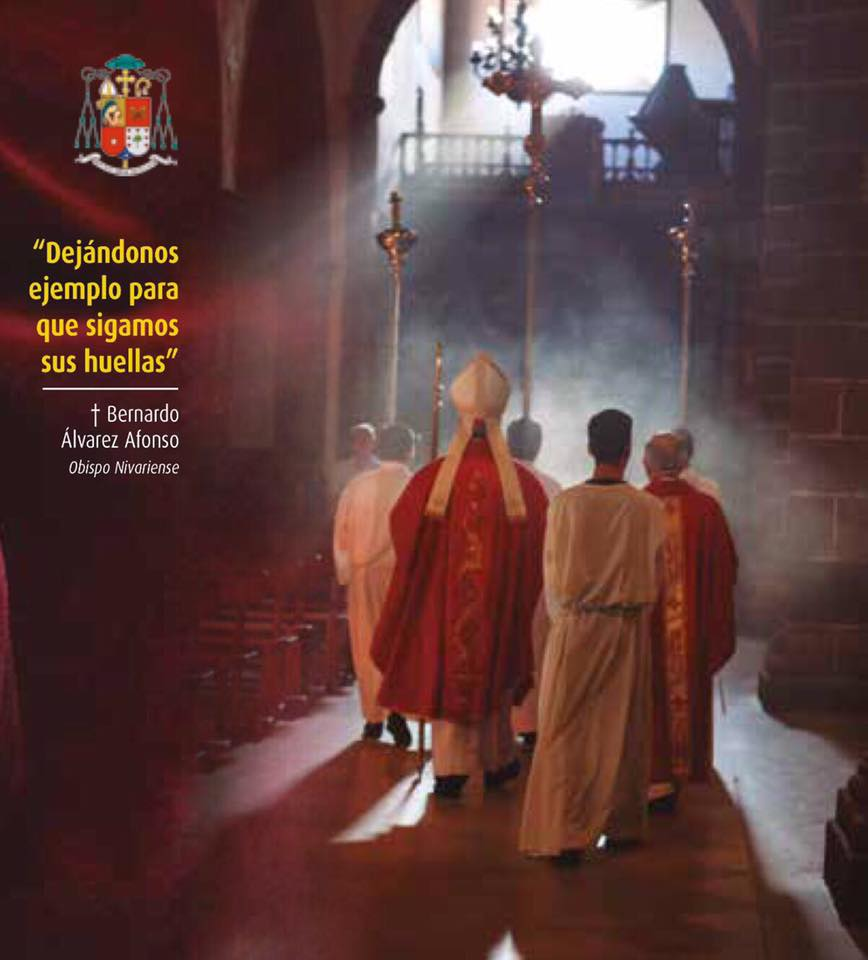 “Dejándonos
ejemplo para
que sigamos
sus huellas”
† Bernardo
Álvarez Afonso
Obispo Nivariense